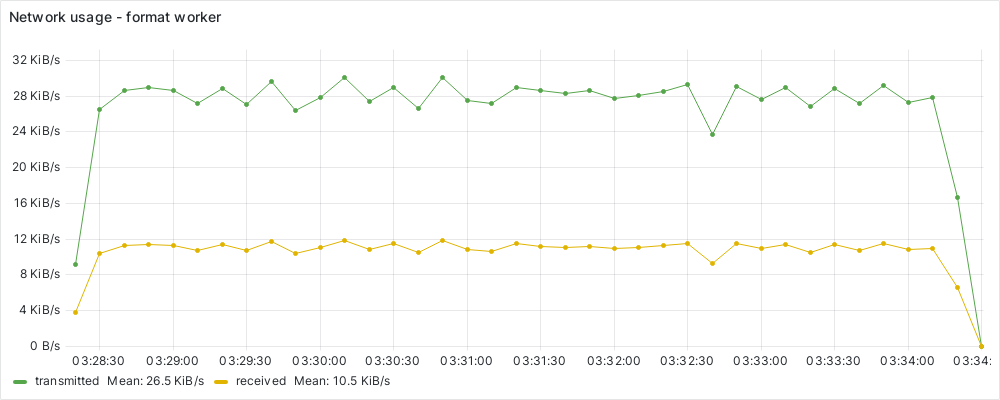 Network usage - format worker
32 KiB/s
28 KiB/s
24 KiB/s
20 KiB/s
16 KiB/s
12 KiB/s
8 KiB/s
4 KiB/s
0 B/s
03:28:30 03:29:00 03:29:30 03:30:00 03:30:30 03:31:00 03:31:30 03:32:00 03:32:30 03:33:00 03:33:30 03:34:00 03:34:
transmitted Mean: 26.5 KiB/s received Mean: 10.5 KiB/s